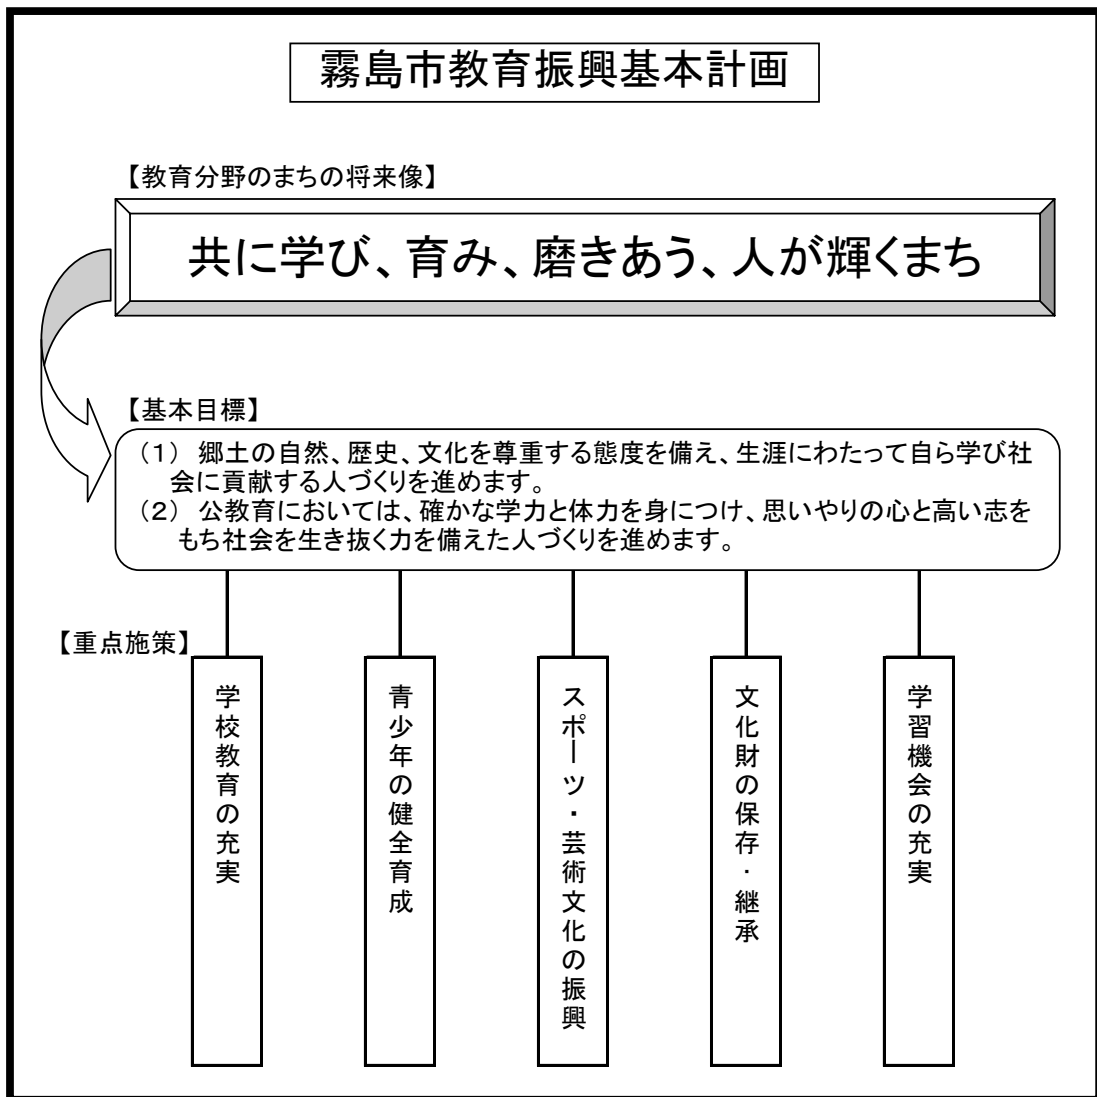 霧島市教育振興基本計画
【教育分野のまちの将来像】
共に学び、育み、磨きあう、人が輝くまち
【基本目標】
（１） 郷土の自然、歴史、文化を尊重する態度を備え、生涯にわたって自ら学び社
会に貢献する人づくりを進めます。
（２） 公教育においては、確かな学力と体力を身につけ、思いやりの心と高い志を
もち社会を生き抜く力を備えた人づくりを進めます。
【重点施策】
学校教育の充実
青少年の健全育成
スポーツ・芸術文化の振興
文化財の保存・継承
学習機会の充実